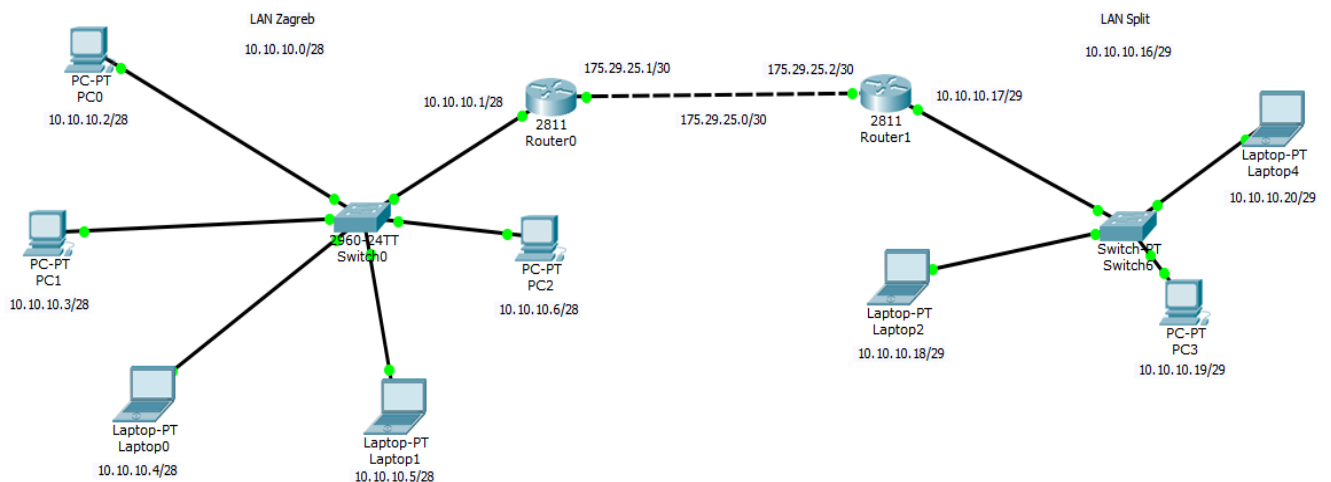 LAN Zagreb
10.10.10.0/28
PC-PT
PC0
10.10.10.2/28
PC-PT
PC1
10.10.10.3/28
Laptop-PT
Laptop0
10.10.10.4/28
Laptop-PT
Laptop1
10.10.10.5/28
PC-PT
PC2
10.10.10.6/28
2960-24TT
Switch0
10.10.10.1/28
2811
Router0
175.29.25.1/30
175.29.25.0/30
175.29.25.2/30
2811
Router1
10.10.10.17/29
LAN Split
10.10.10.16/29
Laptop-PT
Laptop4
10.10.10.20/29
Switch-PT
Switch6
Laptop-PT
Laptop2
10.10.10.18/29
PC-PT
PC3
10.10.10.19/29